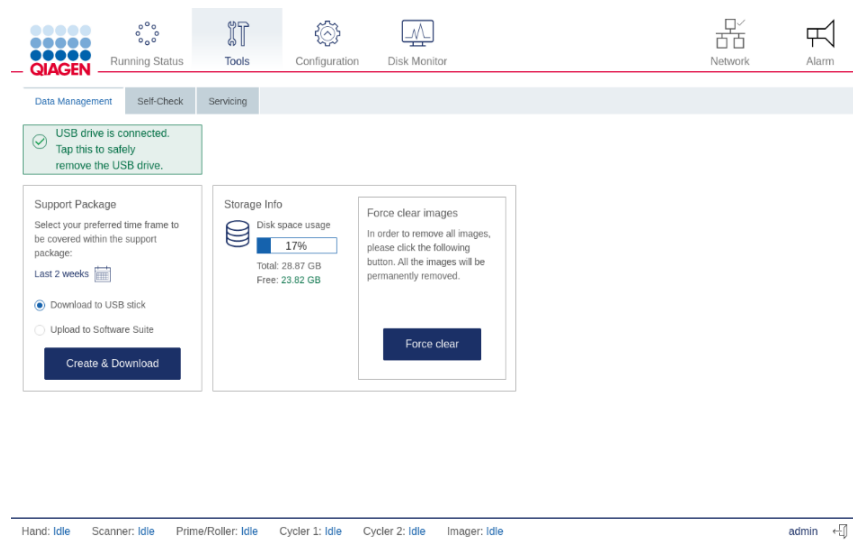 QIAGEN
Running Status
Tools
Configuration
Disk Monitor
Network
Alarm
Data Management
Self-Check
Servicing
USB drive is connected.
Tap this to safely
remove the USB drive.
Support Package
Select your preferred time frame to
be covered within the support
package:
Last 2 weeks
Download to USB stick
Upload to Software Suite
Create & Download
Storage Info
Disk space usage
17%
Total: 28.87 GB
Free: 23.82 GB
Force clear images
In order to remove all images,
please click the following
button. All the images will be
permanently removed.
Force clear
Hand: Idle
Scanner: Idle
Prime/Roller: Idle
Cycler 1: Idle
Cycler 2: Idle
Imager: Idle
admin